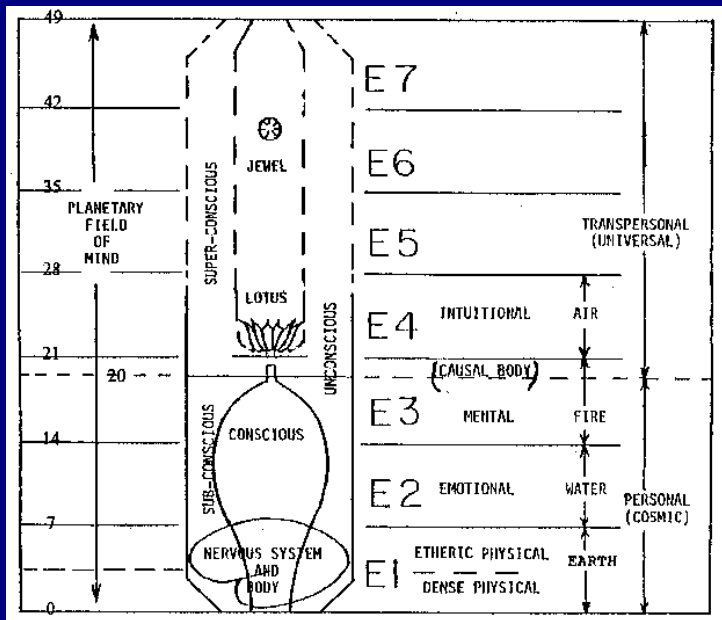 49
E7
42
JEWEL
E6
35
PLANETARY
FIELD
OF
MIND
SUPER-CONSCIOUS
TRANSPERSONAL
(UNIVERSAL)
E5
28
LOTUS
UNCONSCIOUS
E4 INTUITIONAL AIR
21
(CAUSAL BODY)
20
SUB-CONSCIOUS
CONSCIOUS
E3 MENTAL FIRE
14
E2 EMOTIONAL WATER
PERSONAL
(COSMIC)
7
NERVOUS SYSTEM
AND
BODY
E1 ETHERIC PHYSICAL EARTH
DENSE PHYSICAL
0